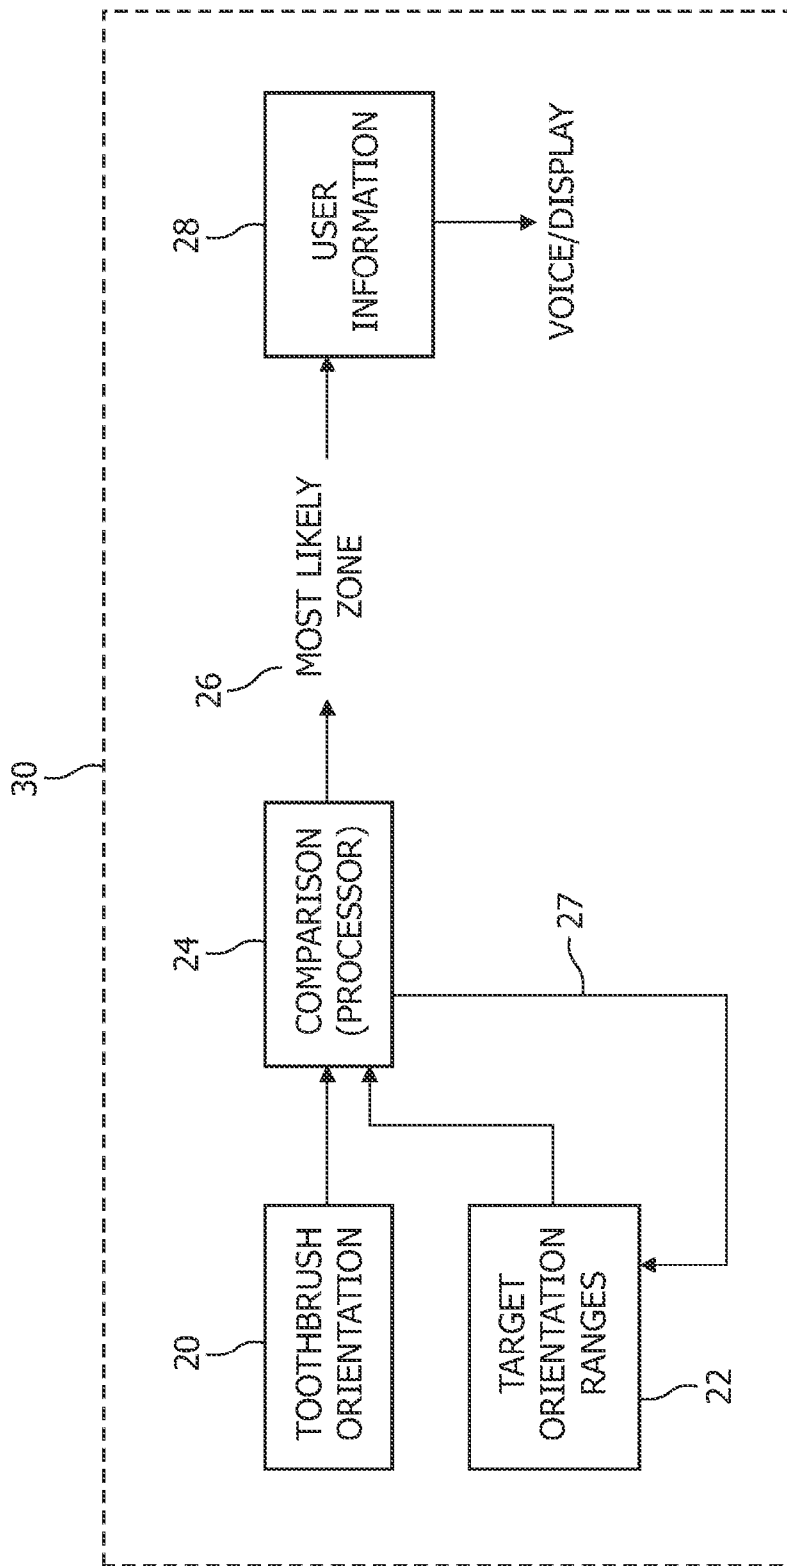 30
20
TOOTHBRUSH
ORIENTATION
22
TARGET
ORIENTATION
RANGES
24
COMPARISON
(PROCESSOR)
27
26
MOST LIKELY
ZONE
28
USER
INFORMATION
VOICE/DISPLAY